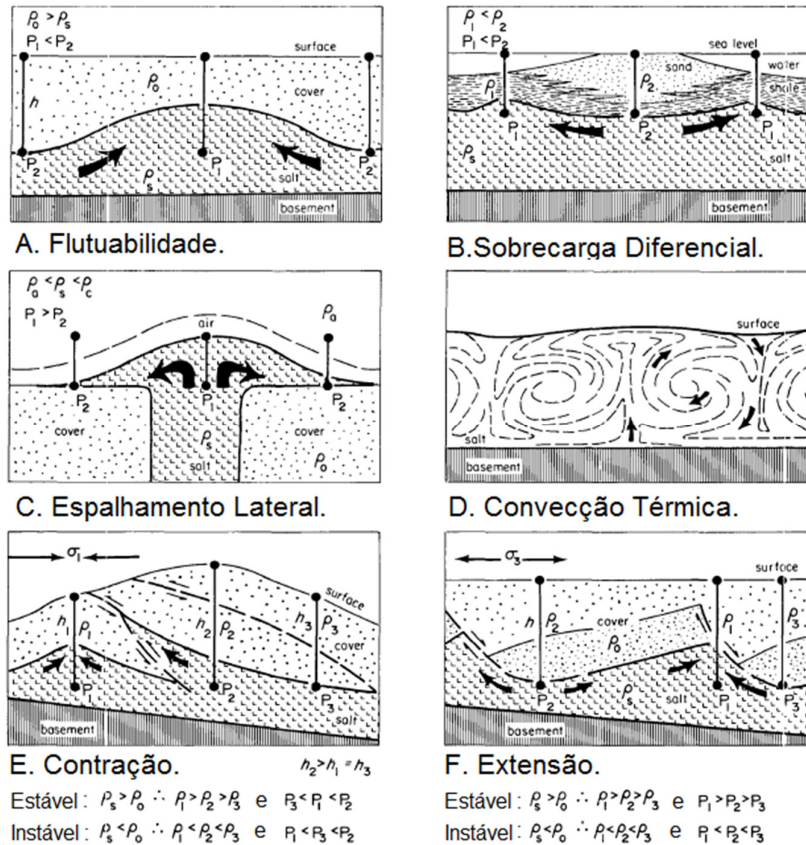 ρo > ρs
P1 < P2
surface
h
ρo
cover
P2
P1
P2
ρs
salt
basement
A. Flutuabilidade.
ρ1 < ρ2
P1 < P2
sea level
sand
water
shale
ρ1
ρ2
P1
P2
P1
ρs
salt
basement
B.Sobrecarga Diferencial.
ρa < ρs < ρc
P1 > P2
air
ρa
P2
P1
P2
cover
ρs
salt
cover
ρo
C. Espalhamento Lateral.
surface
salt
basement
D. Convecção Térmica.
σ1
surface
h1 ρ1
h2 ρ2
h3 ρ3
cover
P1
P2
P3
salt
basement
E. Contração.
h2 > h1 = h3
Estável : ρs > ρo ∴ ρ1 > ρ2 > ρ3 e P3 < P1 < P2
Instável : ρs < ρo ∴ ρ1 < ρ2 < ρ3 e P1 < P3 < P2
σ3
surface
h
ρ2
cover
ρo
ρ1
ρ3
P2
ρs
salt
P
P3
basement
F. Extensão.
Estável : ρs > ρo ∴ ρ1 > ρ2 > ρ3 e P1 > P2 > P3
Instável : ρs < ρo ∴ ρ1 < ρ2 < ρ3 e P1 < P2 < P3